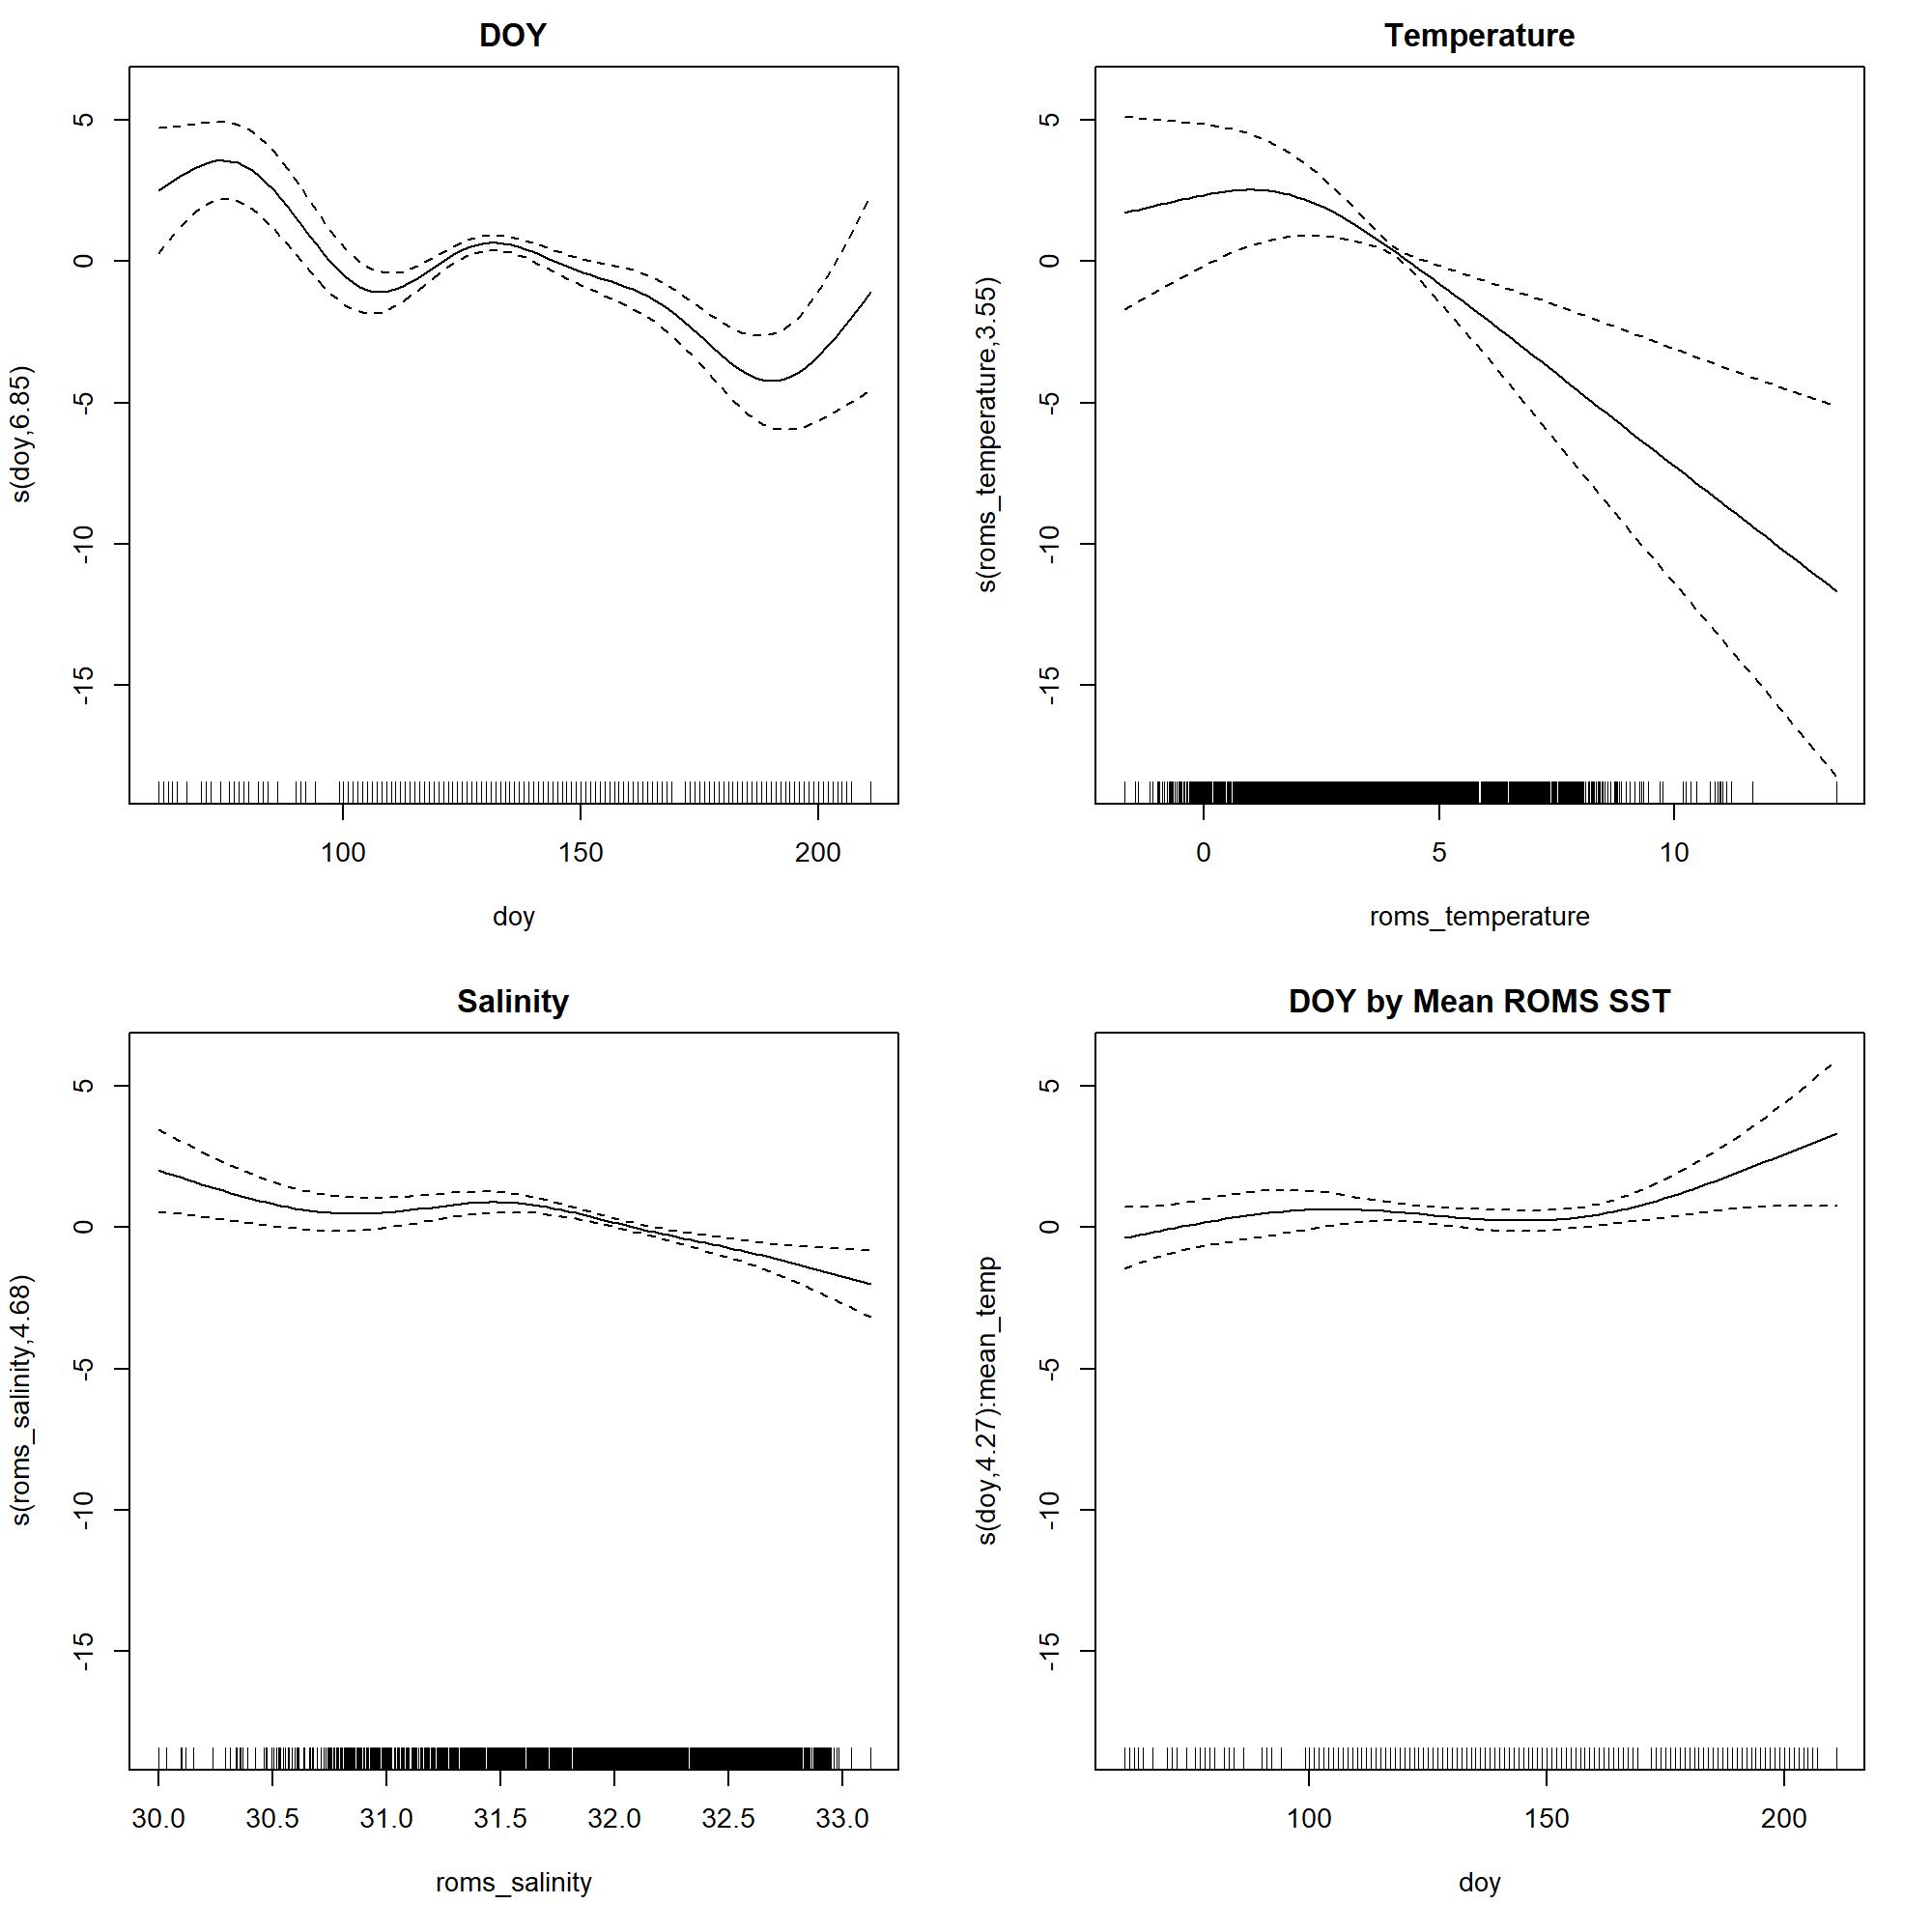 DOY
5
0
-5
-10
-15
s(doy,6.85)
100 150 200
doy
Temperature
5
0
-5
-10
-15
s(roms_temperature,3.55)
0 5 10
roms_temperature
Salinity
5
0
-5
-10
-15
s(roms_salinity,4.68)
30.0 30.5 31.0 31.5 32.0 32.5 33.0
roms_salinity
DOY by Mean ROMS SST
5
0
-5
-10
-15
s(doy,4.27):mean_temp
100 150 200
doy